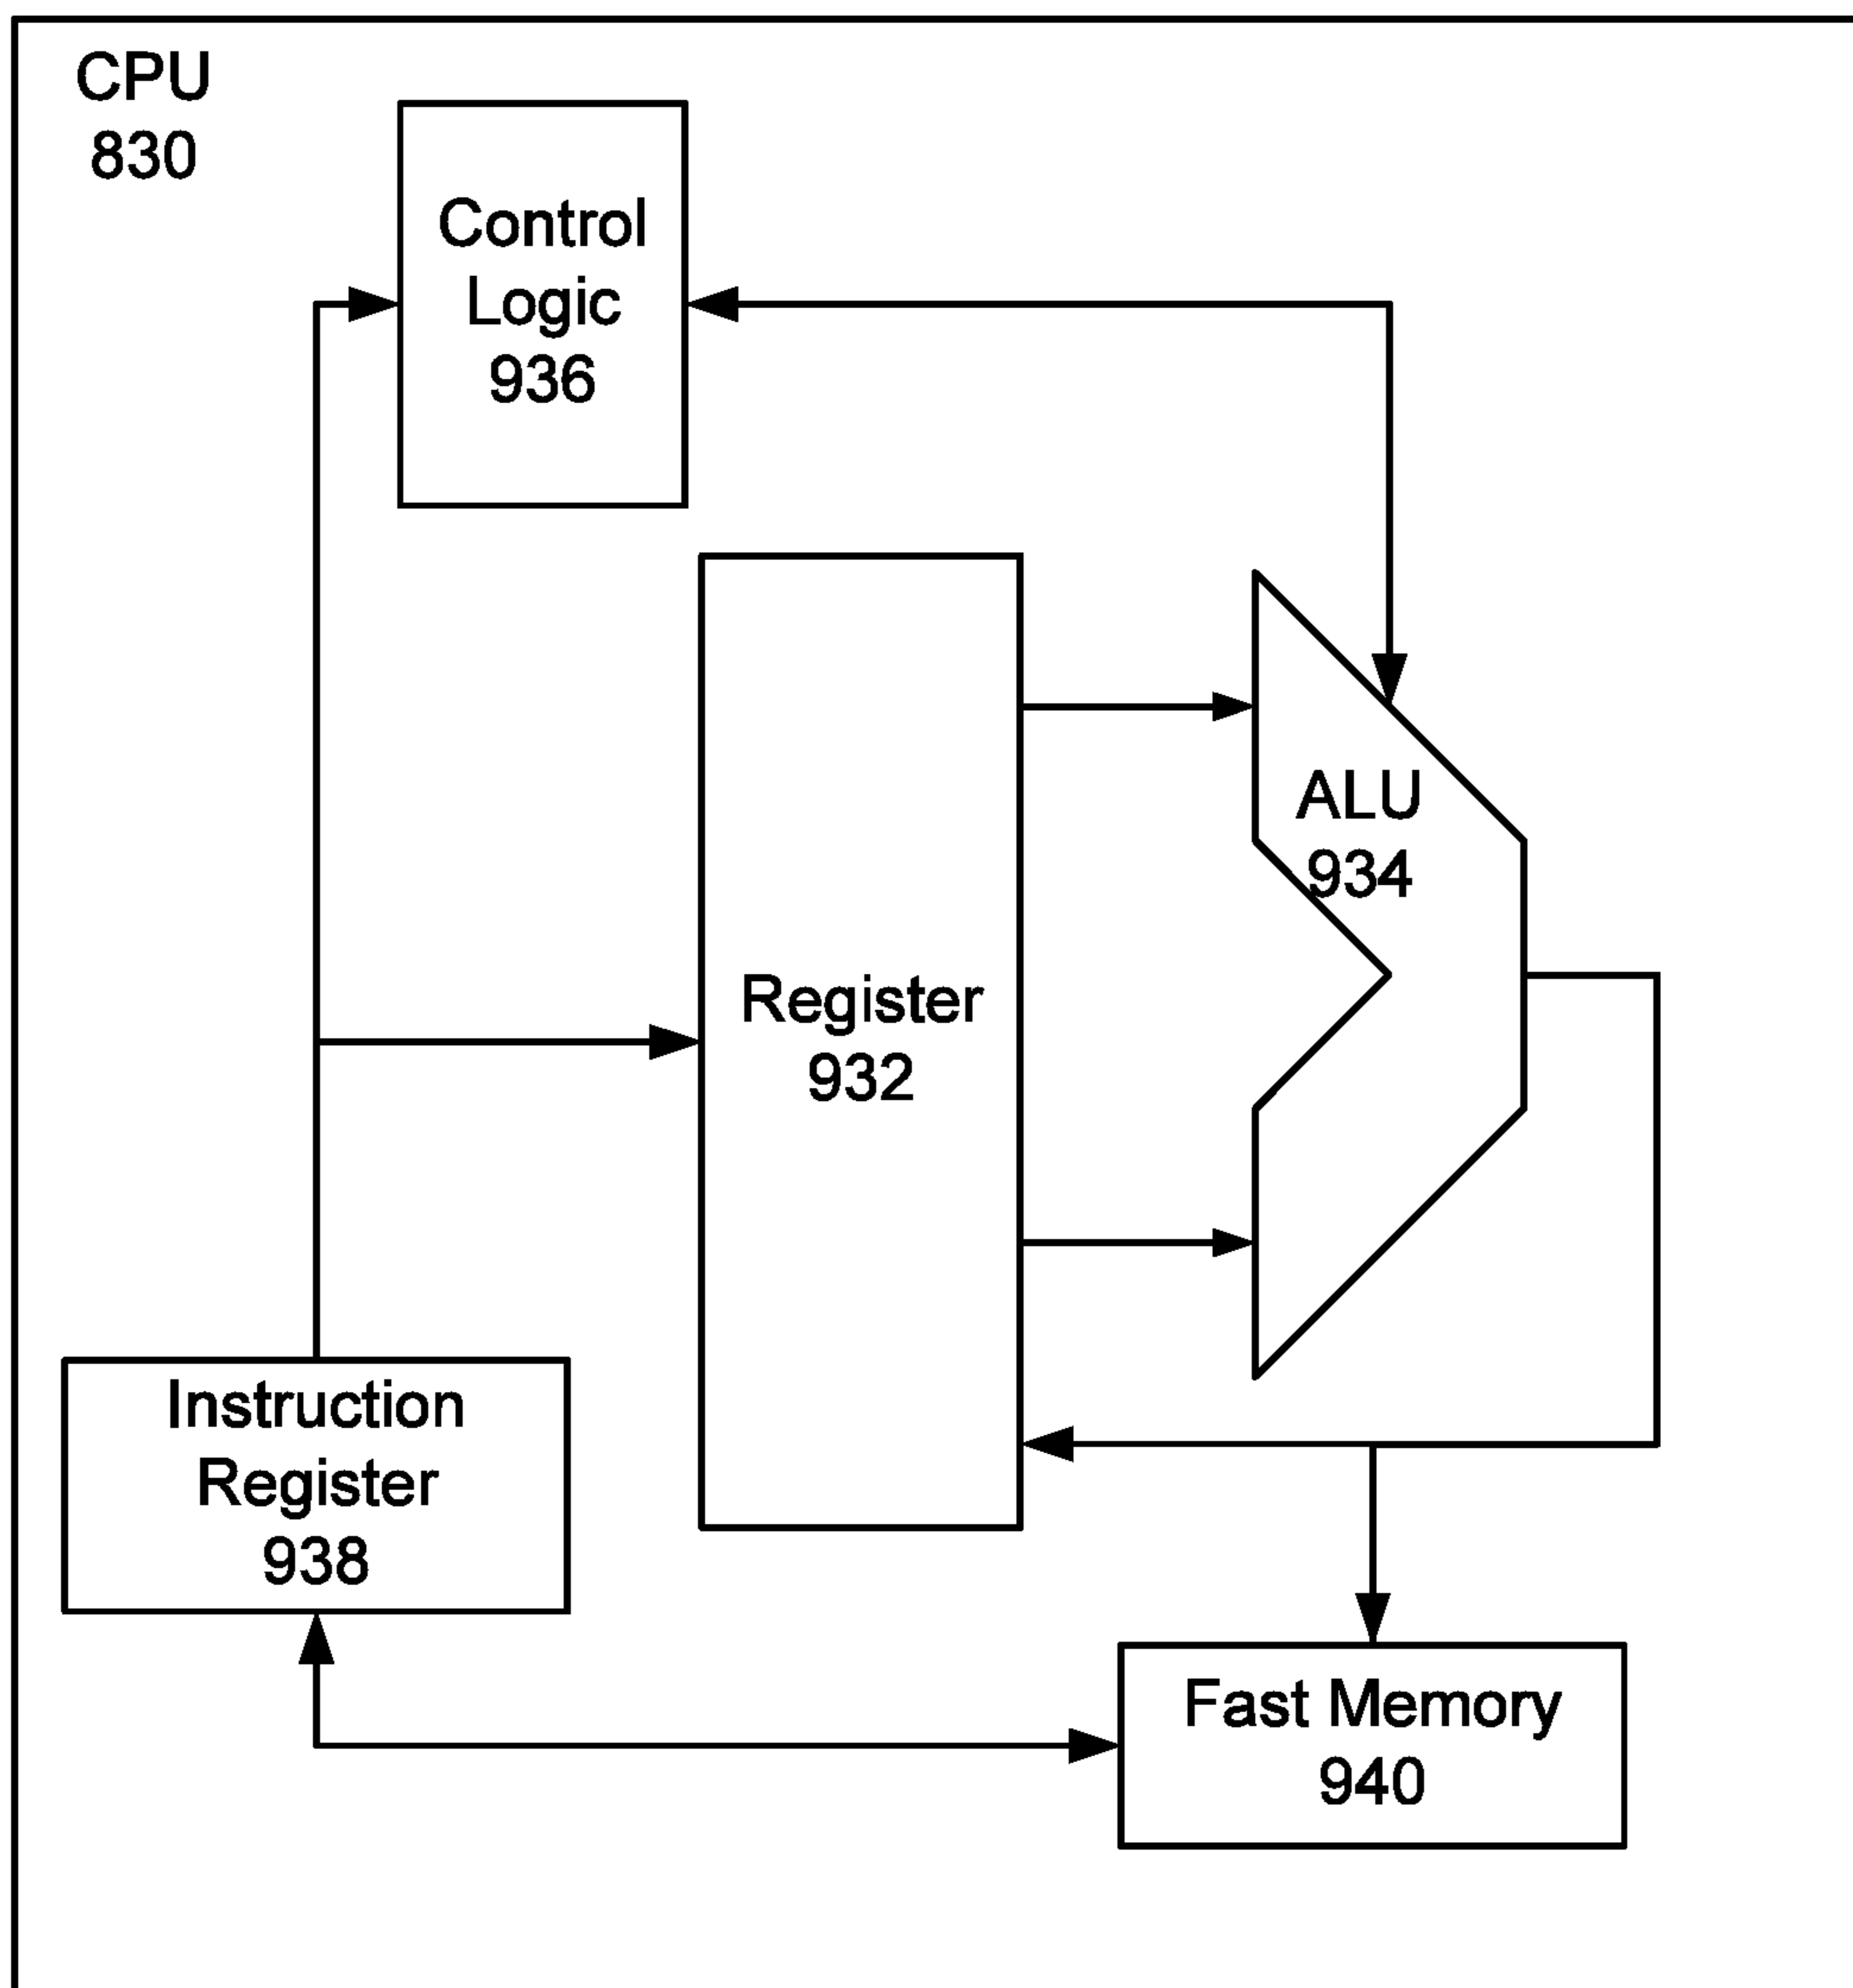 CPU
830
Control
Logic
936
ALU
934
Register
932
Instruction
Register
938
Fast Memory
940